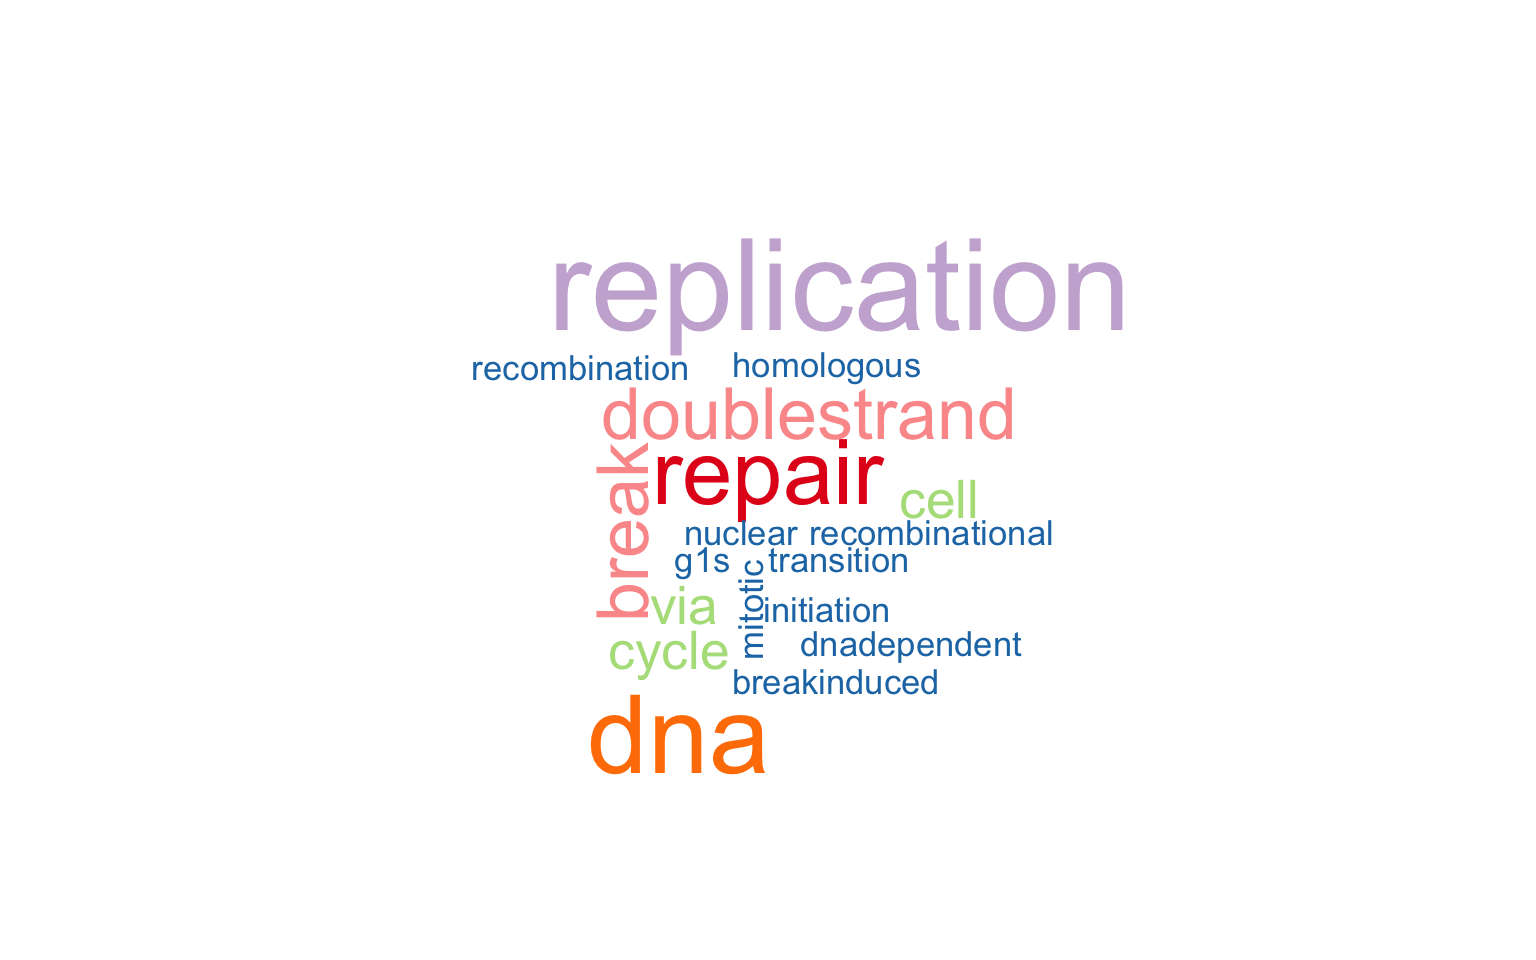 replication
recombination homologous
doublestrand
break repair
cell
nuclear recombinational
g1s transition
mitotic
via initiation
cycle dnadependent
breakinduced
dna